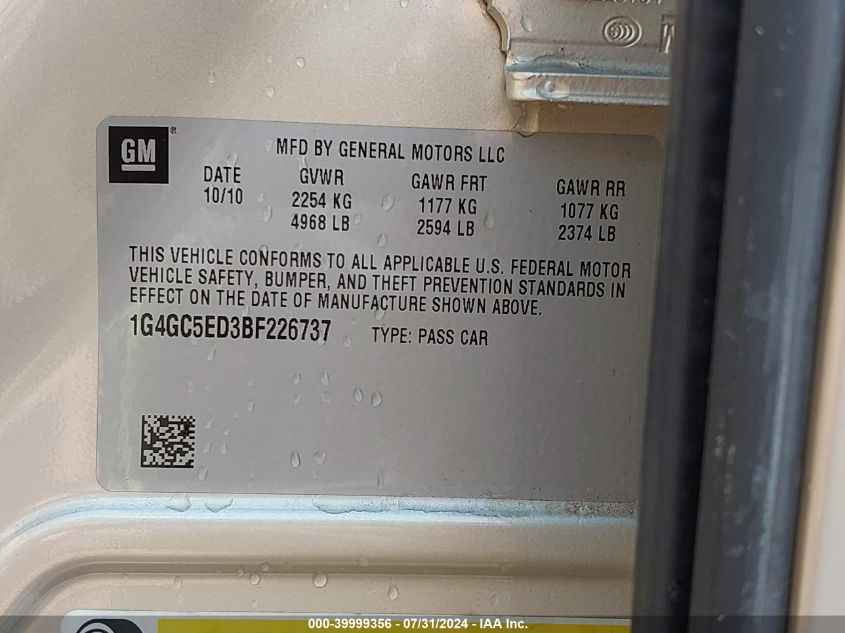 GM ®
MFD BY GENERAL MOTORS LLC
DATE GVWR GAWR FRT GAWR RR
10/10 2254 KG 1177 KG 1077 KG
4968 LB 2594 LB 2374 LB
THIS VEHICLE CONFORMS TO ALL APPLICABLE U.S. FEDERAL MOTOR
VEHICLE SAFETY, BUMPER, AND THEFT PREVENTION STANDARDS IN
EFFECT ON THE DATE OF MANUFACTURE SHOWN ABOVE.
1G4GC5ED3BF226737 TYPE: PASS CAR
000-39999356 / 07/31/2024 - IAA Inc.